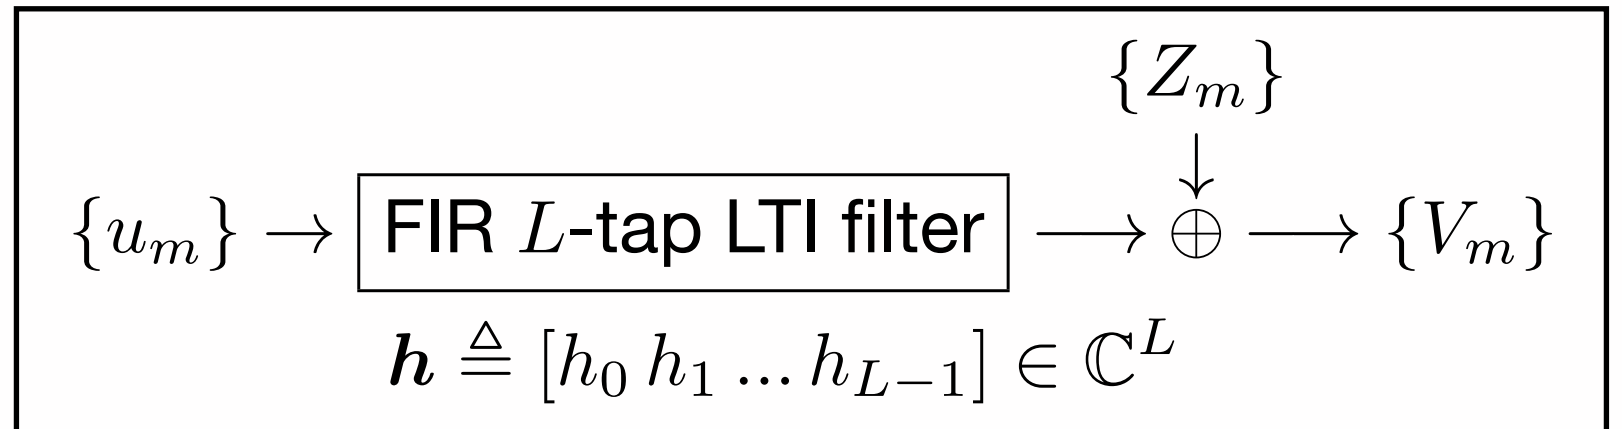 {Z_m}
{u_m} → FIR L-tap LTI filter → ⊕ → {V_m}
h ≜ [h_0 h_1 ... h_{L−1}] ∈ ℂ^L